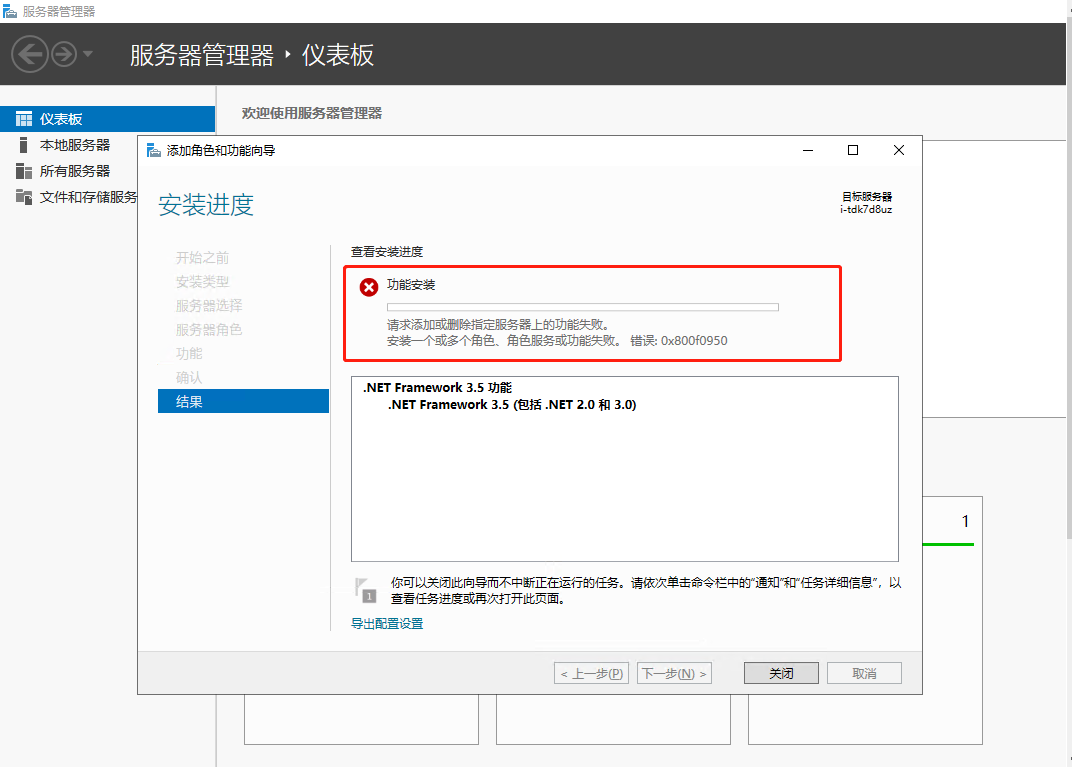 服务器管理器
服务器管理器 · 仪表板
仪表板
本地服务器
所有服务器
文件和存储服务
欢迎使用服务器管理器
添加角色和功能向导
安装进度
目标服务器
i-tdk7d8uz
开始之前
安装类型
服务器选择
服务器角色
功能
确认
结果
查看安装进度
功能安装
请求添加或删除指定服务器上的功能失败。
安装一个或多个角色、角色服务或功能失败。 错误: 0x800f0950
.NET Framework 3.5 功能
.NET Framework 3.5 (包括 .NET 2.0 和 3.0)
1
你可以关闭此向导而不中断正在运行的任务。请依次单击命令栏中的“通知”和“任务详细信息”，以
查看任务进度或再次打开此页面。
导出配置设置
< 上一步(P)
下一步(N) >
关闭
取消
1